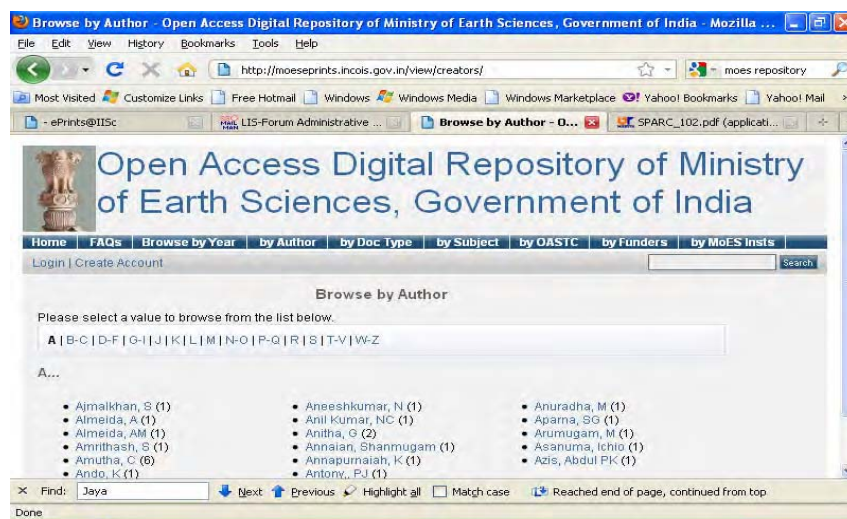 Browse by Author - Open Access Digital Repository of Ministry of Earth Sciences, Government of India - Mozilla ...
File Edit View History Bookmarks Tools Help
http://moeseprints.incois.gov.in/view/creators/ moes repository
Most Visited Customize Links Free Hotmail Windows Windows Media Windows Marketplace Yahoo! Bookmarks Yahoo! Mail »
- ePrints@IISc LIS-Forum Administrative ... Browse by Author - O... SPARC_102.pdf (applicati...
Open Access Digital Repository of Ministry
of Earth Sciences, Government of India
Home FAQs Browse by Year by Author by Doc Type by Subject by OASTC by Funders by MoES Insts
Login | Create Account Search
Browse by Author
Please select a value to browse from the list below.
A | B-C | D-F | G-I | J | K | L | M | N-O | P-Q | R | S | T-V | W-Z
A...
Ajmalkhan, S (1) Aneeshkumar, N (1) Anuradha, M (1)
Almeida, A (1) Anil Kumar, NC (1) Aparna, SG (1)
Almeida, AM (1) Anitha, G (2) Arumugam, M (1)
Amrithash, S (1) Annaian, Shanmugam (1) Asanuma, Ichio (1)
Amutha, C (6) Annapurnaiah, K (1) Azis, Abdul PK (1)
Ando, K (1) Antony,, PJ (1)
Find: Jaya Next Previous Highlight all Match case Reached end of page, continued from top
Done